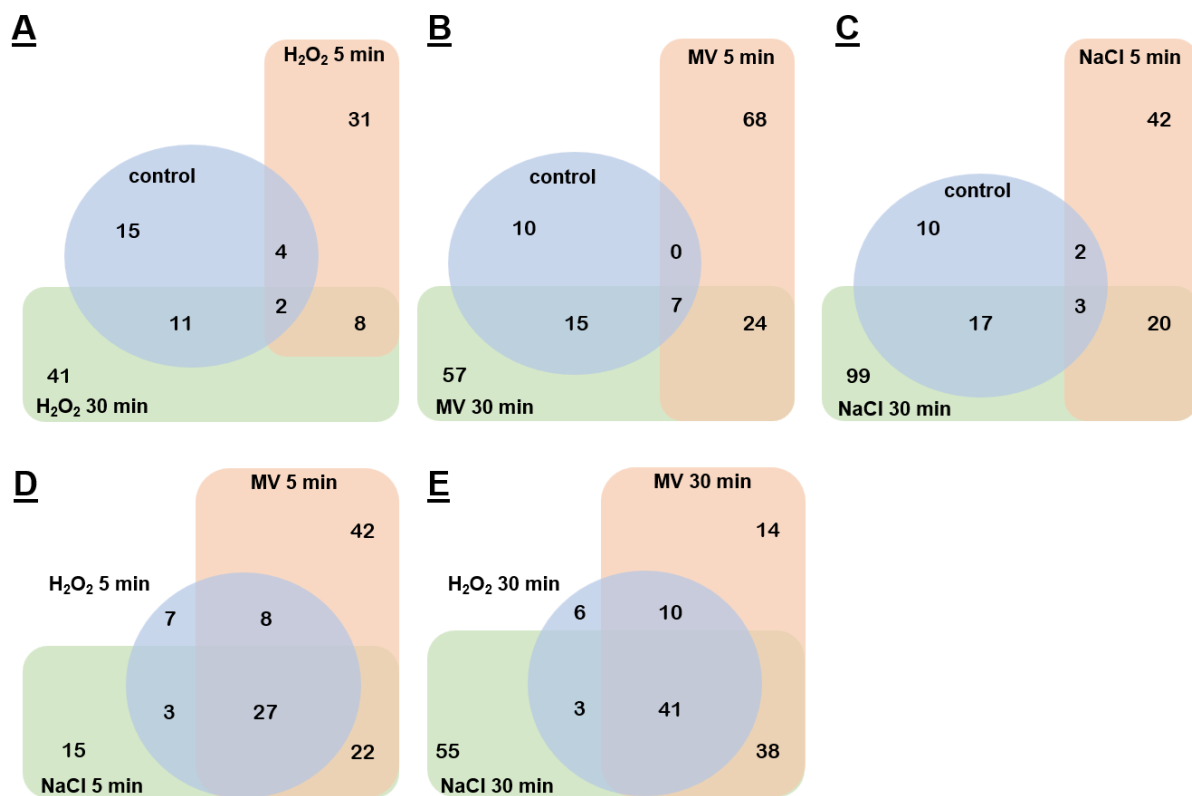 A
H₂O₂ 5 min
31
control
15
4
2
11
8
41
H₂O₂ 30 min
B
MV 5 min
68
control
10
0
7
15
24
57
MV 30 min
C
NaCl 5 min
42
control
10
2
3
17
20
99
NaCl 30 min
D
MV 5 min
42
H₂O₂ 5 min
7
8
3
27
15
22
NaCl 5 min
E
MV 30 min
14
H₂O₂ 30 min
6
10
3
41
55
38
NaCl 30 min